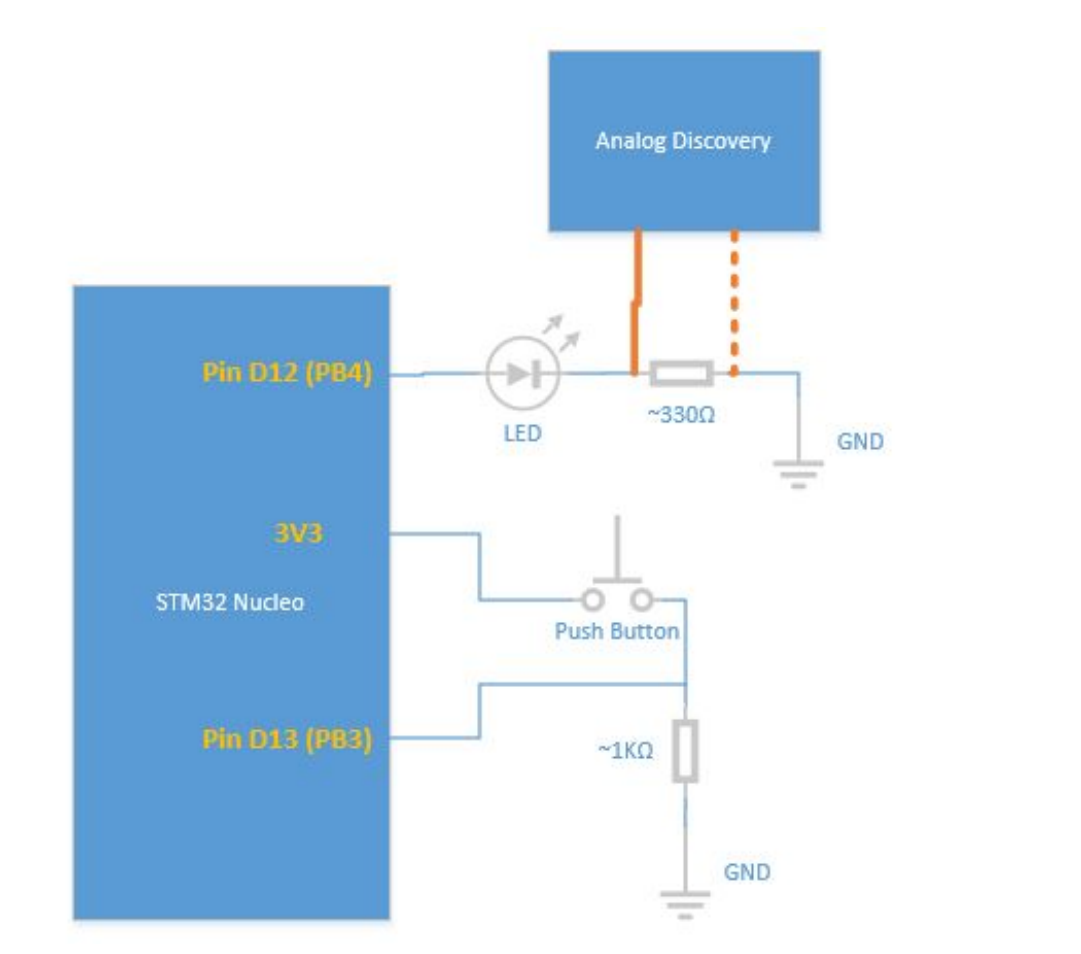 Analog Discovery
Pin D12 (PB4)
LED
~330Ω
GND
3V3
STM32 Nucleo
Push Button
Pin D13 (PB3)
~1KΩ
GND